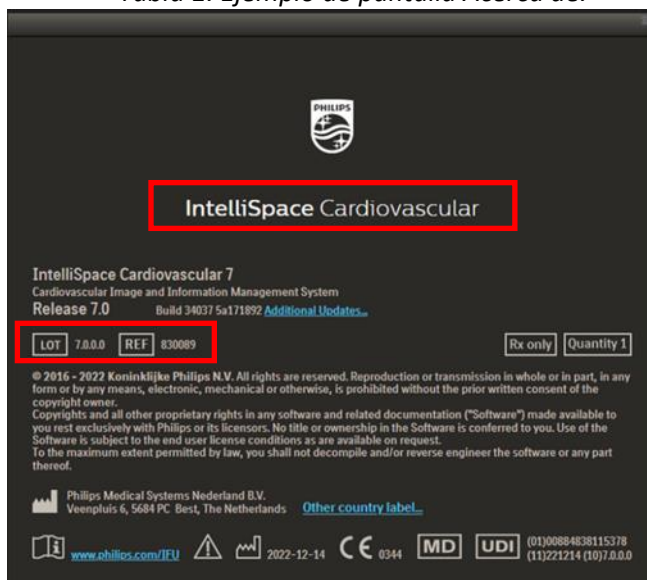 Tabla 1. Ejemplo de pantalla Acerca de.
PHILIPS
IntelliSpace Cardiovascular
IntelliSpace Cardiovascular 7
Cardiovascular Image and Information Management System
Release 7.0 Build 34037 5a171892 Additional Updates...
LOT 7.0.0.0 REF 830089 Rx only Quantity 1
© 2016 - 2022 Koninklijke Philips N.V. All rights are reserved. Reproduction or transmission in whole or in part, in any
form or by any means, electronic, mechanical or otherwise, is prohibited without the prior written consent of the
copyright owner.
Copyrights and all other proprietary rights in any software and related documentation ("Software") made available to
you rest exclusively with Philips or its licensors. No title or ownership in the Software is conferred to you. Use of the
Software is subject to the end user license conditions as are available on request.
To the maximum extent permitted by law, you shall not decompile and/or reverse engineer the software or any part
thereof.
Philips Medical Systems Nederland B.V.
Veenpluis 6, 5684 PC Best, The Netherlands Other country label...
www.philips.com/IFU 2022-12-14 CE 0344 MD UDI (01)00884838115378
(11)221214 (10)7.0.0.0